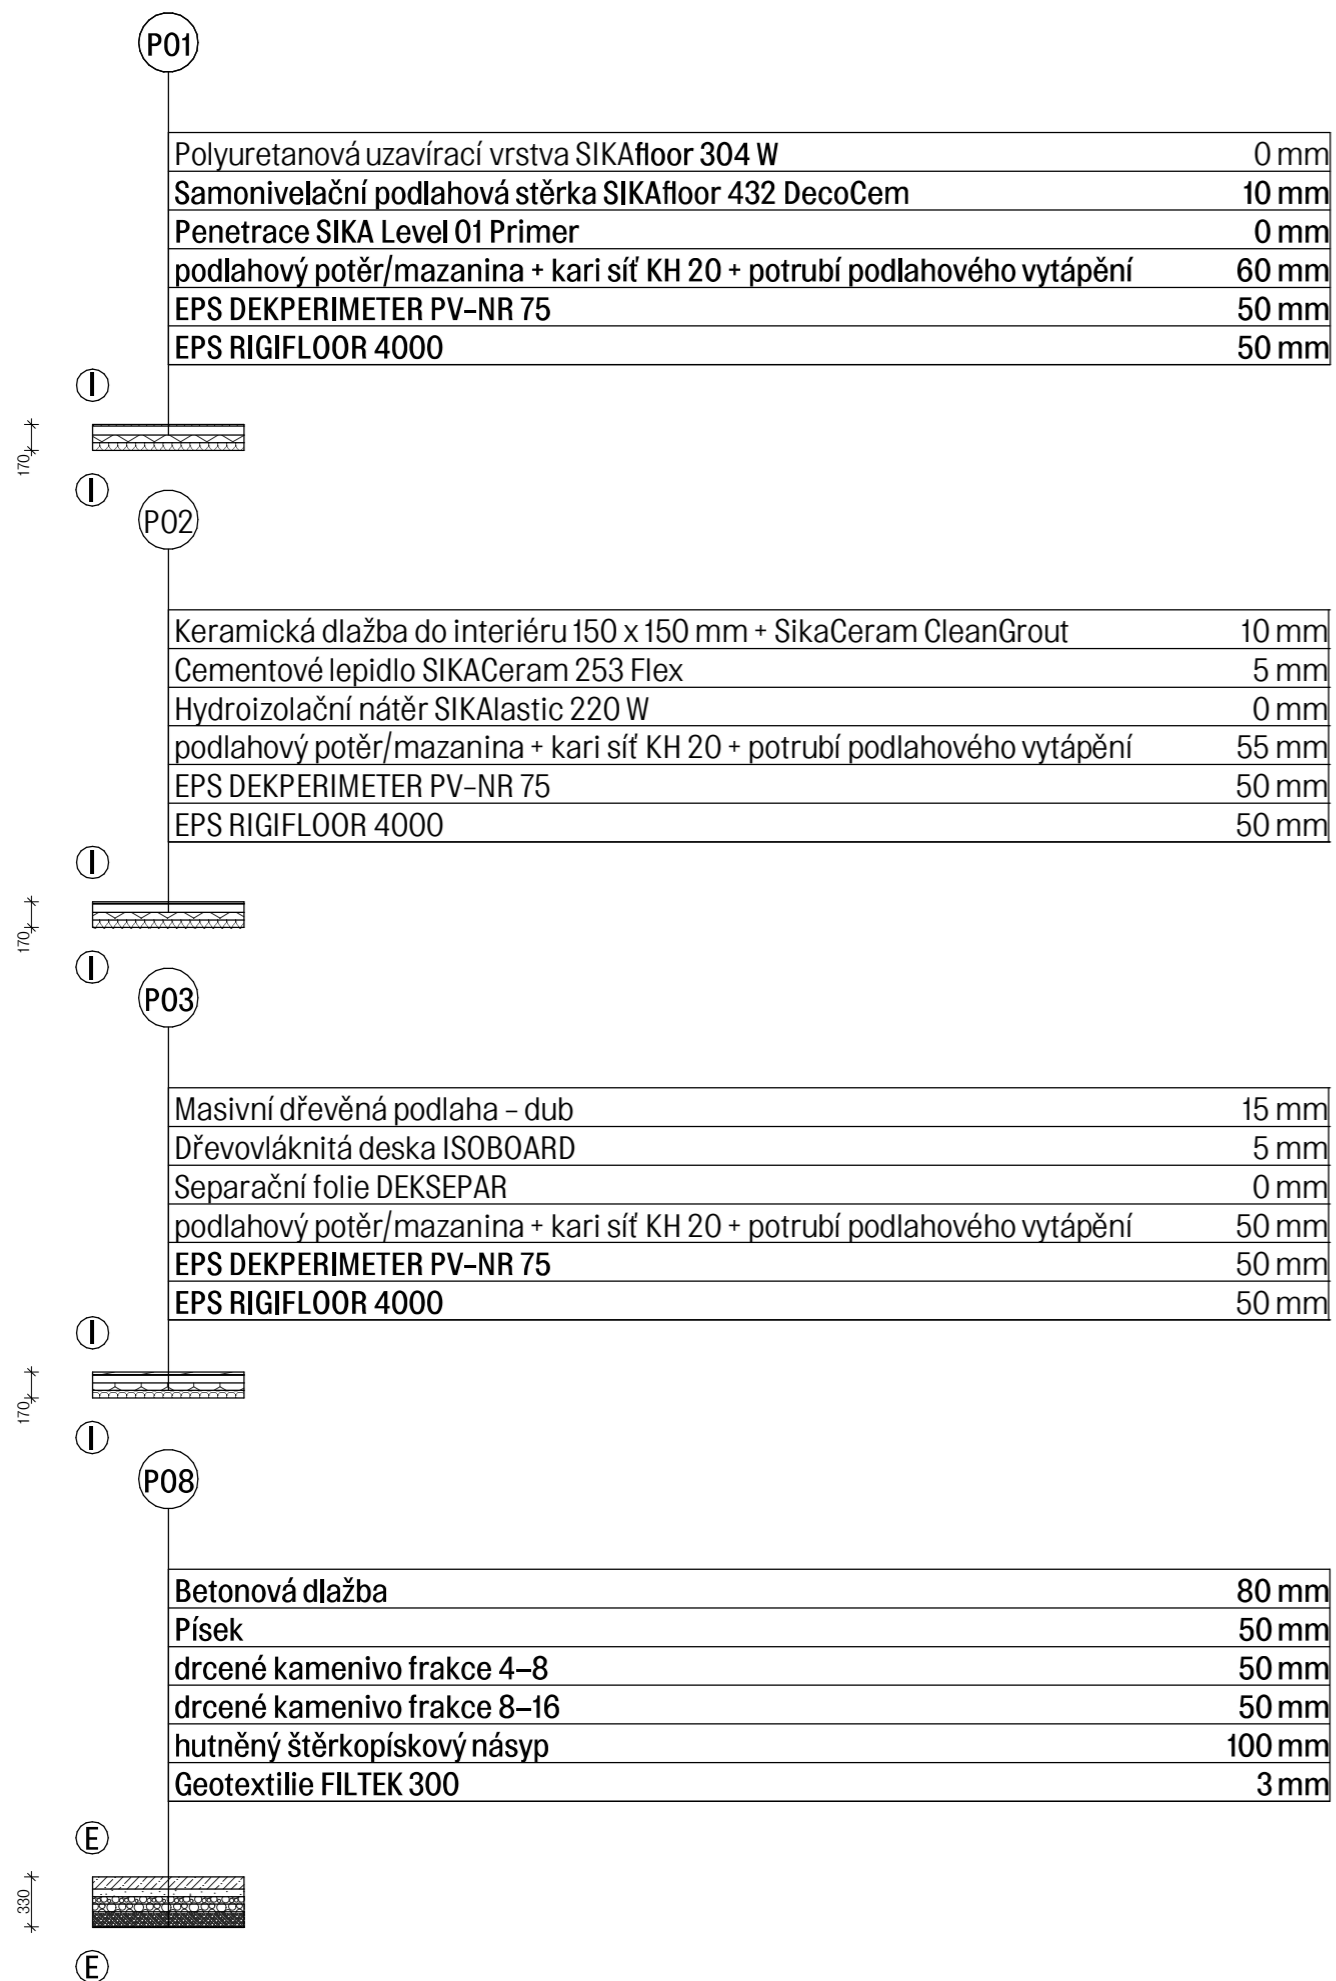 P01
Polyuretanová uzavírací vrstva SIKAfloor 304 W 0 mm
Samonivelační podlahová stěrka SIKAfloor 432 DecoCem 10 mm
Penetrace SIKA Level 01 Primer 0 mm
podlahový potěr/mazanina + kari síť KH 20 + potrubí podlahového vytápění 60 mm
EPS DEKPERIMETER PV-NR 75 50 mm
EPS RIGIFLOOR 4000 50 mm
I
170
I
P02
Keramická dlažba do interiéru 150 x 150 mm + SikaCeram CleanGrout 10 mm
Cementové lepidlo SIKACeram 253 Flex 5 mm
Hydroizolační nátěr SIKAlastic 220 W 0 mm
podlahový potěr/mazanina + kari síť KH 20 + potrubí podlahového vytápění 55 mm
EPS DEKPERIMETER PV-NR 75 50 mm
EPS RIGIFLOOR 4000 50 mm
I
170
I
P03
Masivní dřevěná podlaha - dub 15 mm
Dřevovláknitá deska ISOBOARD 5 mm
Separační folie DEKSEPAR 0 mm
podlahový potěr/mazanina + kari síť KH 20 + potrubí podlahového vytápění 50 mm
EPS DEKPERIMETER PV-NR 75 50 mm
EPS RIGIFLOOR 4000 50 mm
I
170
I
P08
Betonová dlažba 80 mm
Písek 50 mm
drcené kamenivo frakce 4-8 50 mm
drcené kamenivo frakce 8-16 50 mm
hutněný štěrkopískový násyp 100 mm
Geotextilie FILTEK 300 3 mm
E
330
E